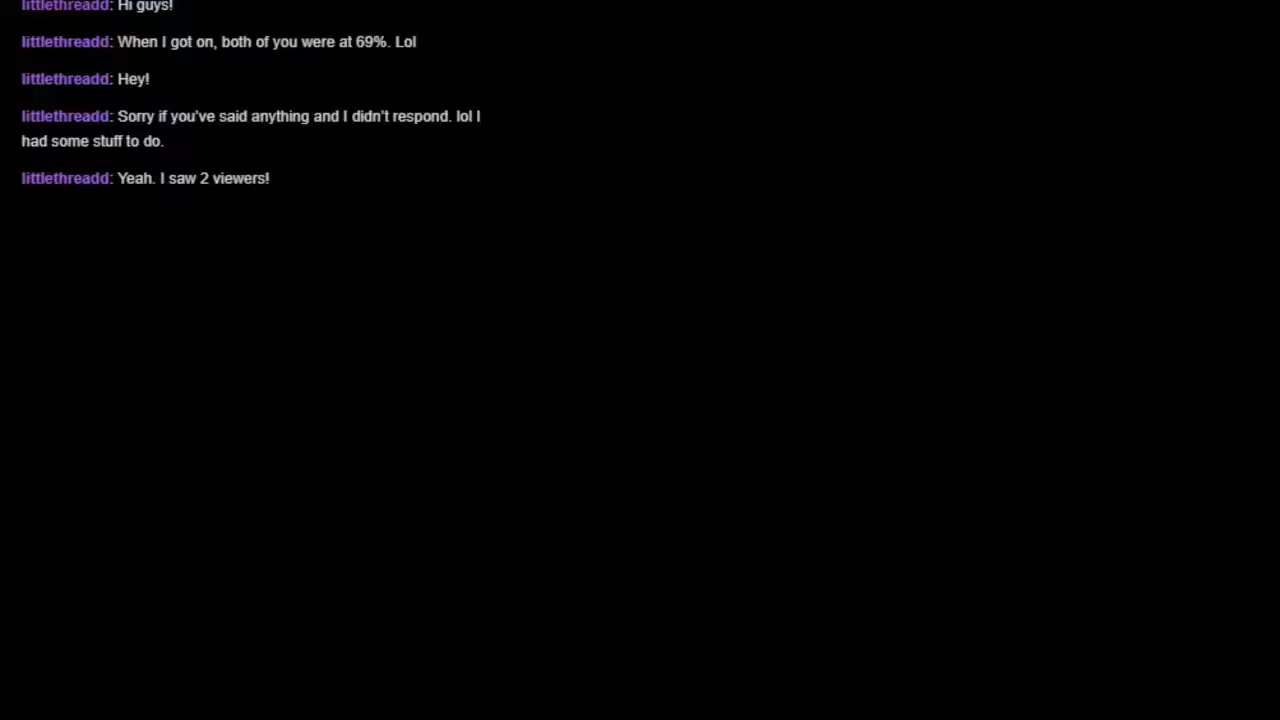 littlethreadd: Hi guys!
littlethreadd: When I got on, both of you were at 69%. Lol
littlethreadd: Hey!
littlethreadd: Sorry if you've said anything and I didn't respond. lol I
had some stuff to do.
littlethreadd: Yeah. I saw 2 viewers!